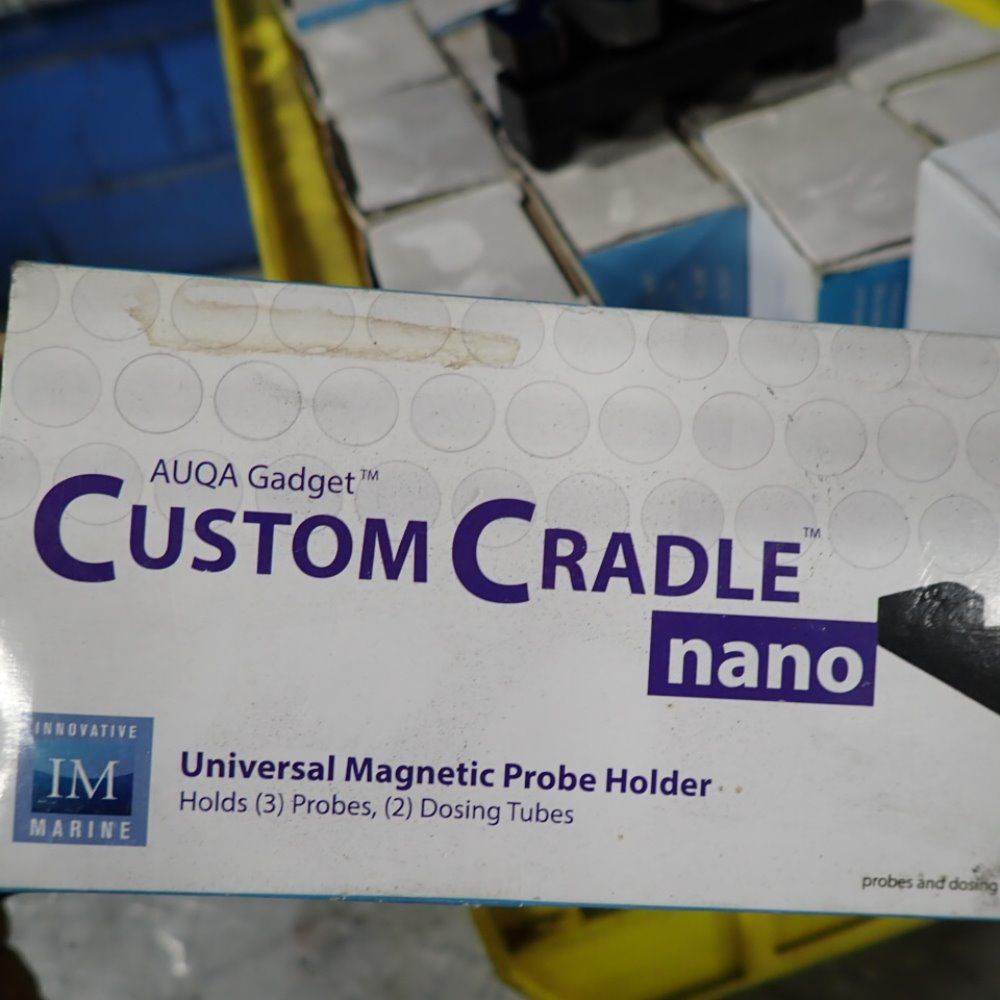 AUQA Gadget™
CUSTOM CRADLE™
nano
INNOVATIVE
IM
MARINE
Universal Magnetic Probe Holder
Holds (3) Probes, (2) Dosing Tubes
probes and dosing